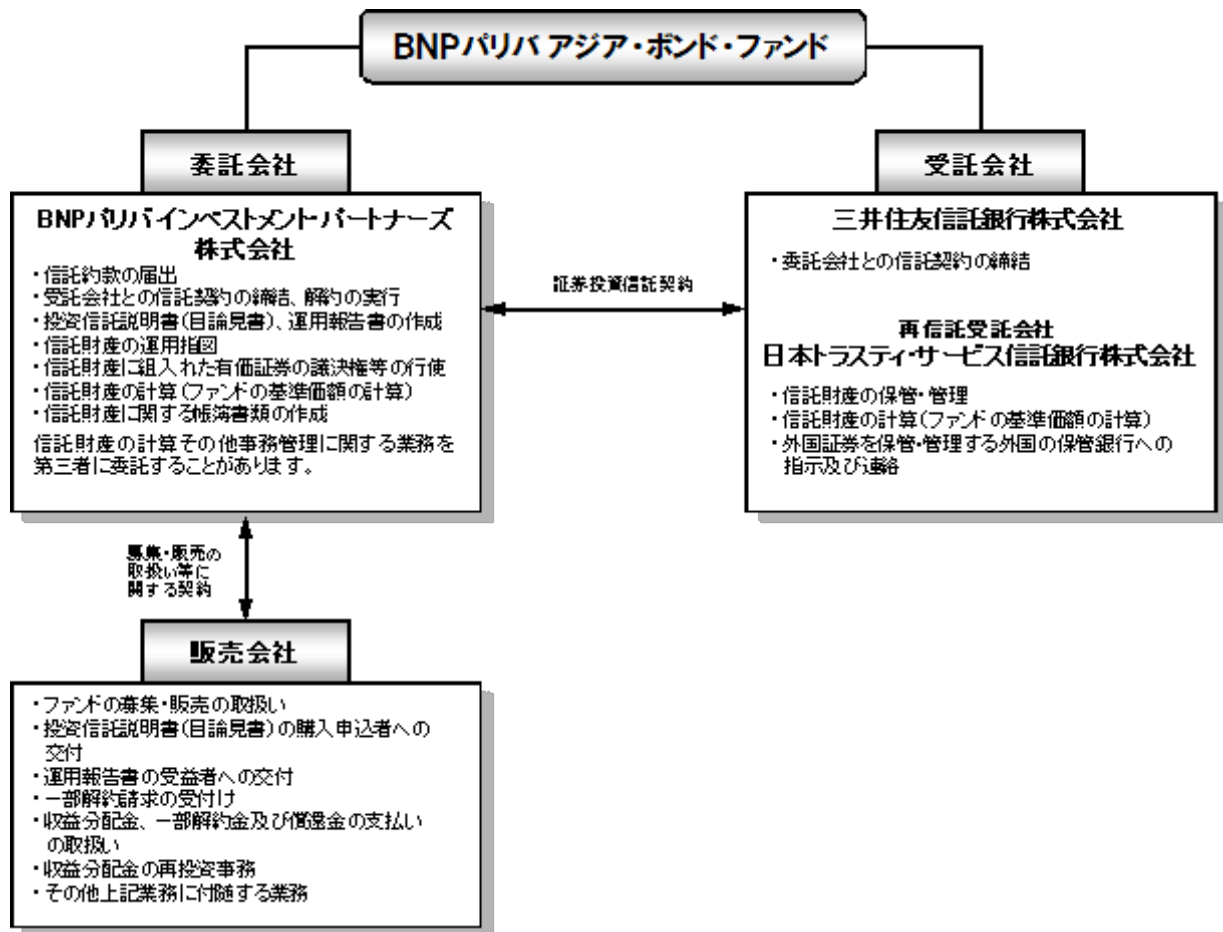 BNPパリバ アジア・ボンド・ファンド
委託会社
BNPパリバ インベストメント・パートナーズ
株式会社
・信託約款の届出
・受託会社との信託契約の締結、解約の実行
・投資信託説明書(目論見書)、運用報告書の作成
・信託財産の運用指図
・信託財産に組入れた有価証券の議決権等の行使
・信託財産の計算(ファンドの基準価額の計算)
・信託財産に関する帳簿書類の作成
信託財産の計算その他事務管理に関する業務を
第三者に委託することがあります。
証券投資信託契約
受託会社
三井住友信託銀行株式会社
・委託会社との信託契約の締結
再信託受託会社
日本トラスティ・サービス信託銀行株式会社
・信託財産の保管・管理
・信託財産の計算(ファンドの基準価額の計算)
・外国証券を保管・管理する外国の保管銀行への
指示及び連絡
募集・販売の
取扱い等に
関する契約
販売会社
・ファンドの募集・販売の取扱い
・投資信託説明書(目論見書)の購入申込者への
交付
・運用報告書の受益者への交付
・一部解約請求の受付け
・収益分配金、一部解約金及び償還金の支払い
の取扱い
・収益分配金の再投資事務
・その他上記業務に付随する業務